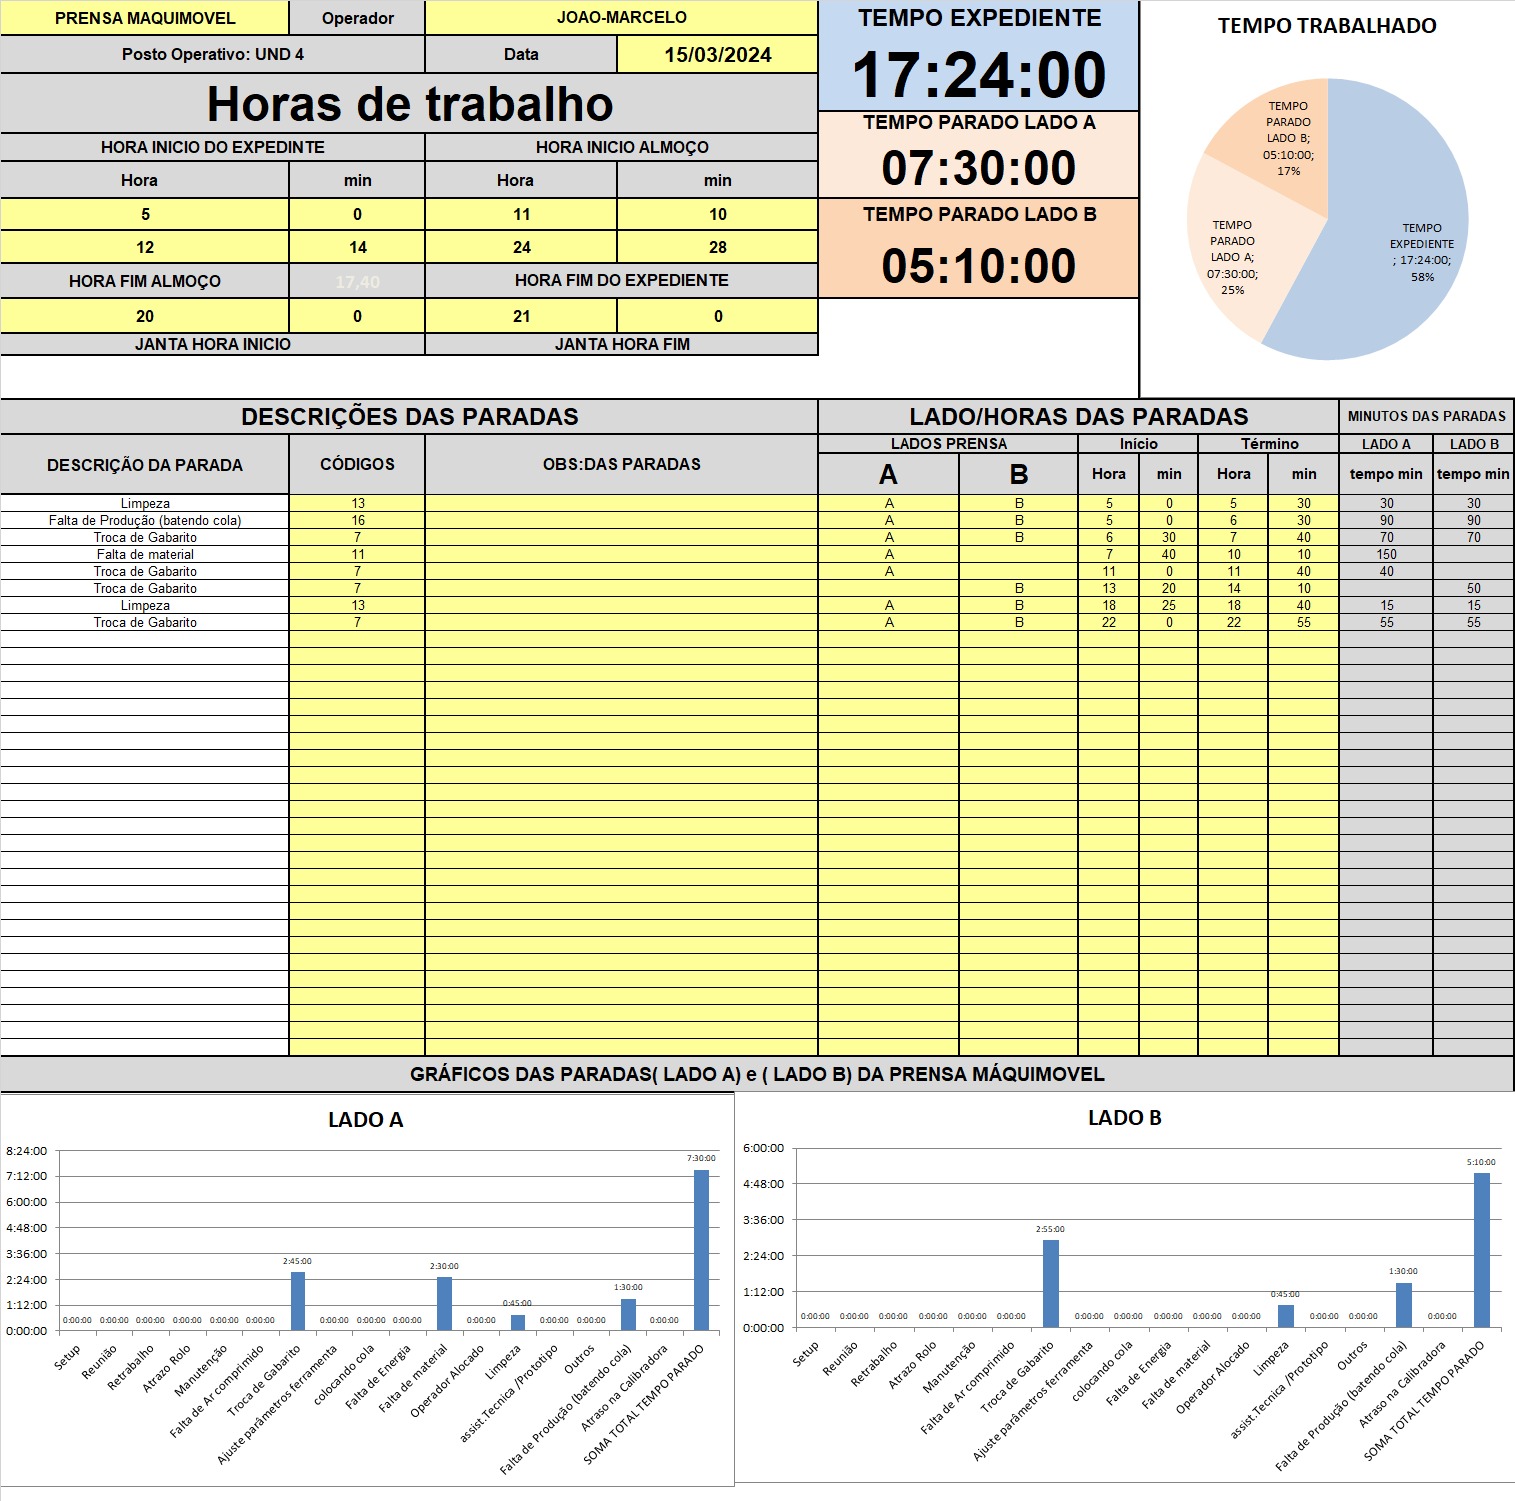 PRENSA MAQUIMOVEL Operador JOAO-MARCELO
Posto Operativo: UND 4 Data 15/03/2024
Horas de trabalho
HORA INICIO DO EXPEDINTE HORA INICIO ALMOÇO
Hora min Hora min
5 0 11 10
12 14 24 28
HORA FIM ALMOÇO 17,40 HORA FIM DO EXPEDIENTE
20 0 21 0
JANTA HORA INICIO JANTA HORA FIM
TEMPO EXPEDIENTE
17:24:00
TEMPO PARADO LADO A
07:30:00
TEMPO PARADO LADO B
05:10:00
TEMPO TRABALHADO
TEMPO
PARADO
LADO B;
05:10:00;
17%
TEMPO
PARADO
LADO A;
07:30:00;
25%
TEMPO
EXPEDIENTE
; 17:24:00;
58%
DESCRIÇÕES DAS PARADAS LADO/HORAS DAS PARADAS MINUTOS DAS PARADAS
LADOS PRENSA Início Término LADO A LADO B
DESCRIÇÃO DA PARADA CÓDIGOS OBS:DAS PARADAS A B Hora min Hora min tempo min tempo min
Limpeza 13 A B 5 0 5 30 30 30
Falta de Produção (batendo cola) 16 A B 5 0 6 30 90 90
Troca de Gabarito 7 A B 6 30 7 40 70 70
Falta de material 11 A 7 40 10 10 150
Troca de Gabarito 7 A 11 0 11 40 40
Troca de Gabarito 7 B 13 20 14 10 50
Limpeza 13 A B 18 25 18 40 15 15
Troca de Gabarito 7 A B 22 0 22 55 55 55
GRÁFICOS DAS PARADAS( LADO A) e ( LADO B) DA PRENSA MÁQUIMOVEL
LADO A
8:24:00
7:12:00
6:00:00
4:48:00
3:36:00
2:24:00
1:12:00
0:00:00
0:00:00 0:00:00 0:00:00 0:00:00 0:00:00 0:00:00 2:45:00 0:00:00 0:00:00 0:00:00 2:30:00 0:00:00 0:45:00 0:00:00 0:00:00 1:30:00 0:00:00 7:30:00
Setup
Reunião
Retrabalho
Atrazo Rolo
Manutenção
Falta de Ar comprimido
Troca de Gabarito
Ajuste parâmetros ferramenta
colocando cola
Falta de Energia
Falta de material
Operador Alocado
Limpeza
assist.Tecnica /Prototipo
Outros
Falta de Produção (batendo cola)
Atraso na Calibradora
SOMA TOTAL TEMPO PARADO
LADO B
6:00:00
4:48:00
3:36:00
2:24:00
1:12:00
0:00:00
0:00:00 0:00:00 0:00:00 0:00:00 0:00:00 0:00:00 2:55:00 0:00:00 0:00:00 0:00:00 0:00:00 0:00:00 0:45:00 0:00:00 0:00:00 1:30:00 0:00:00 5:10:00
Setup
Reunião
Retrabalho
Atrazo Rolo
Manutenção
Falta de Ar comprimido
Troca de Gabarito
Ajuste parâmetros ferramenta
colocando cola
Falta de Energia
Falta de material
Operador Alocado
Limpeza
assist.Tecnica /Prototipo
Outros
Falta de Produção (batendo cola)
Atraso na Calibradora
SOMA TOTAL TEMPO PARADO